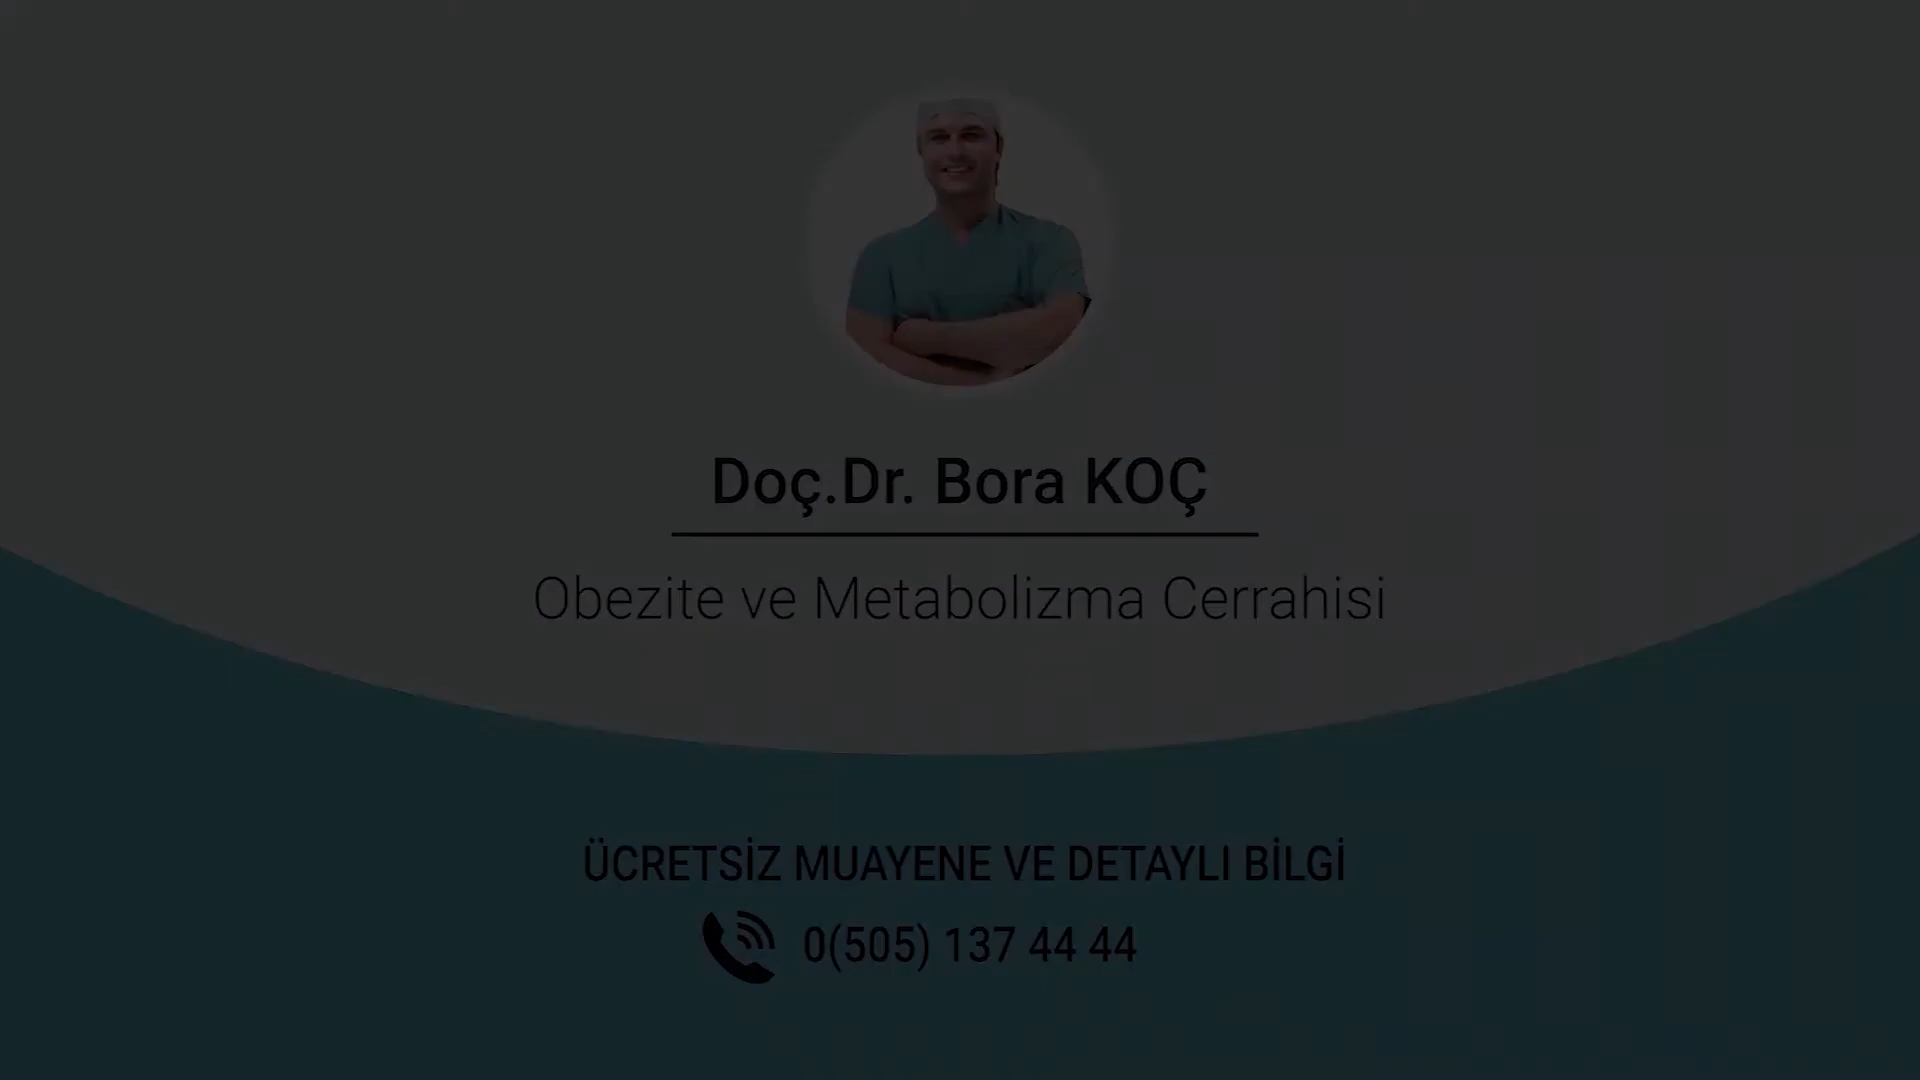 Doç.Dr. Bora KOÇ
Obezite ve Metabolizma Cerrahisi
ÜCRETSİZ MUAYENE VE DETAYLI BİLGİ
0(505) 137 44 44